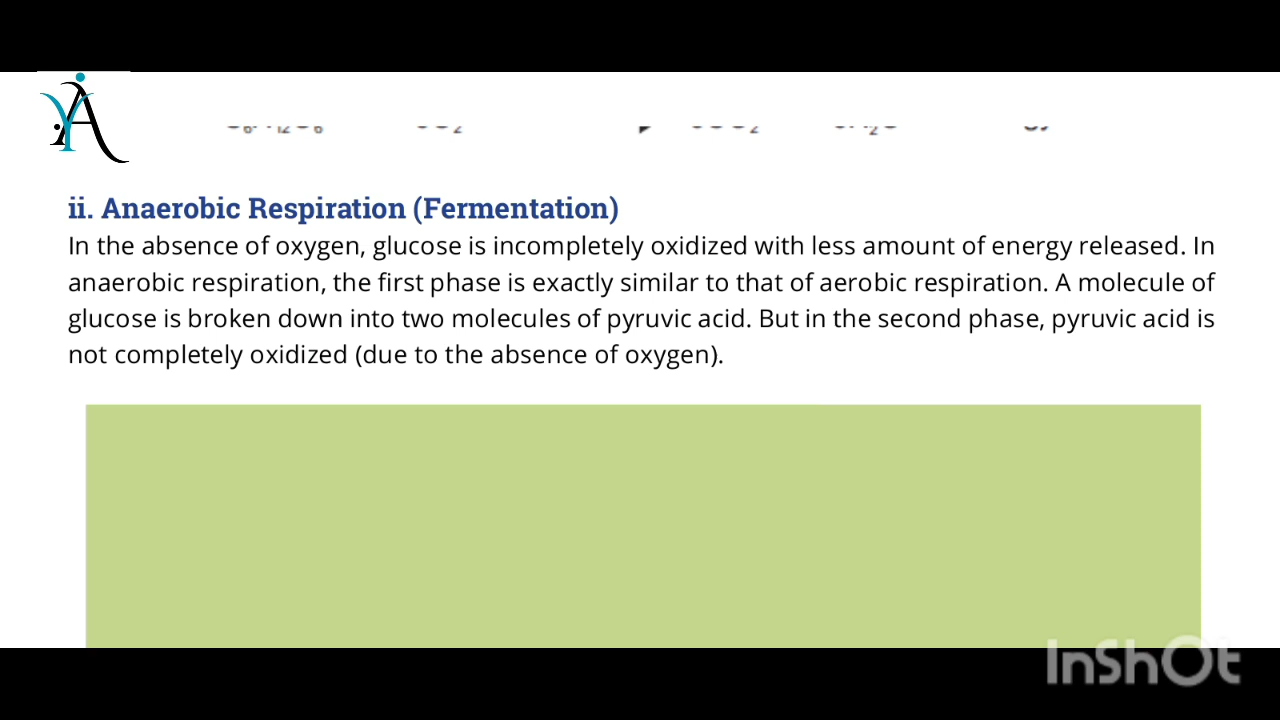 ii. Anaerobic Respiration (Fermentation)
In the absence of oxygen, glucose is incompletely oxidized with less amount of energy released. In
anaerobic respiration, the first phase is exactly similar to that of aerobic respiration. A molecule of
glucose is broken down into two molecules of pyruvic acid. But in the second phase, pyruvic acid is
not completely oxidized (due to the absence of oxygen).
InShOt